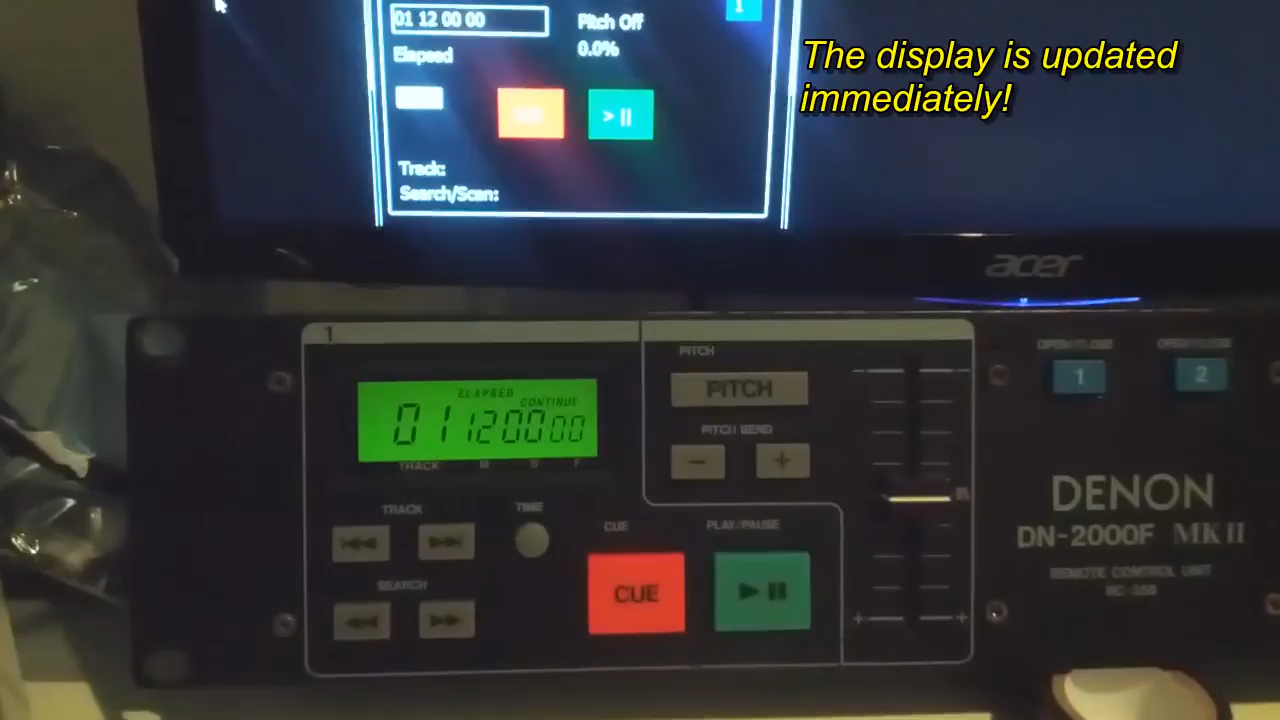 01 12 00 00
Pitch Off
1
0.0%
Elapsed
> II
Track:
Search/Scan:
The display is updated
immediately!
acer
1
PITCH
PITCH
PITCH BEND
- +
ELAPSED
CONTINUE
01 12 00 00
TRACK M S F
TRACK
TIME
SEARCH
CUE
CUE
PLAY/PAUSE
OPEN/CLOSE
OPEN/CLOSE
1
2
DENON
DN-2000F MKII
REMOTE CONTROL UNIT